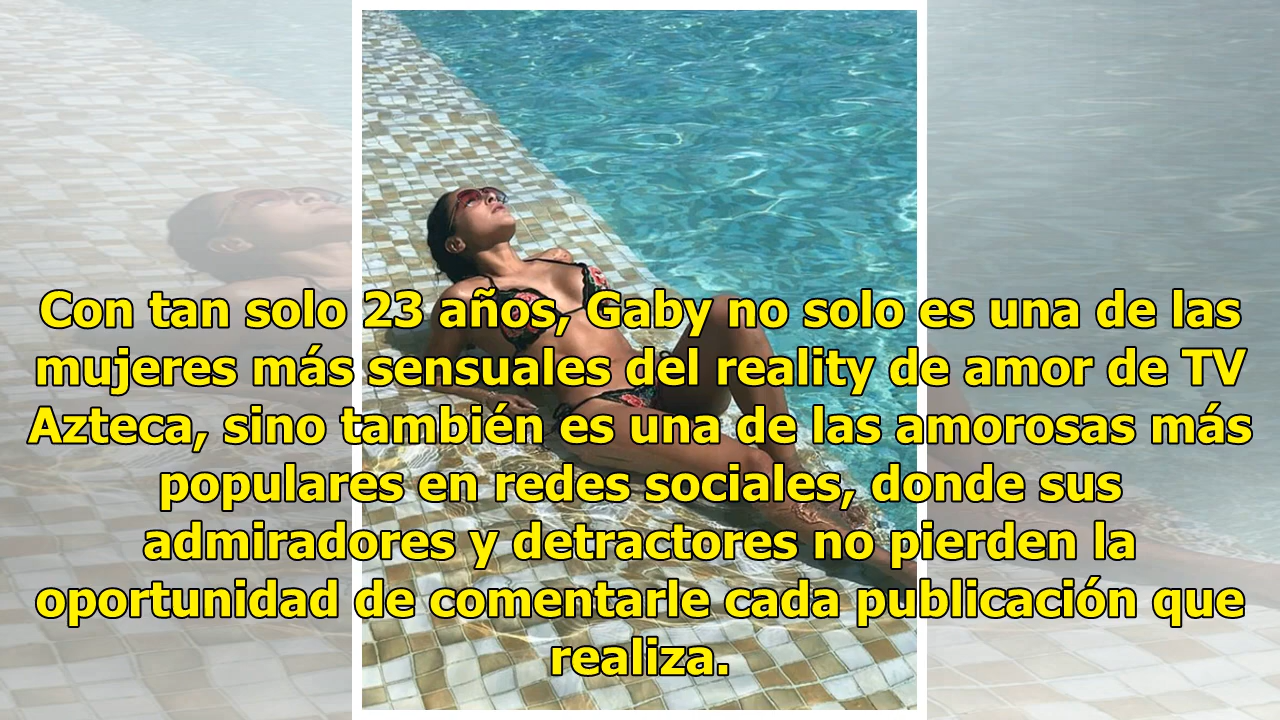 Con tan solo 23 años, Gaby no solo es una de las
mujeres más sensuales del reality de amor de TV
Azteca, sino también es una de las amorosas más
populares en redes sociales, donde sus
admiradores y detractores no pierden la
oportunidad de comentarle cada publicación que
realiza.